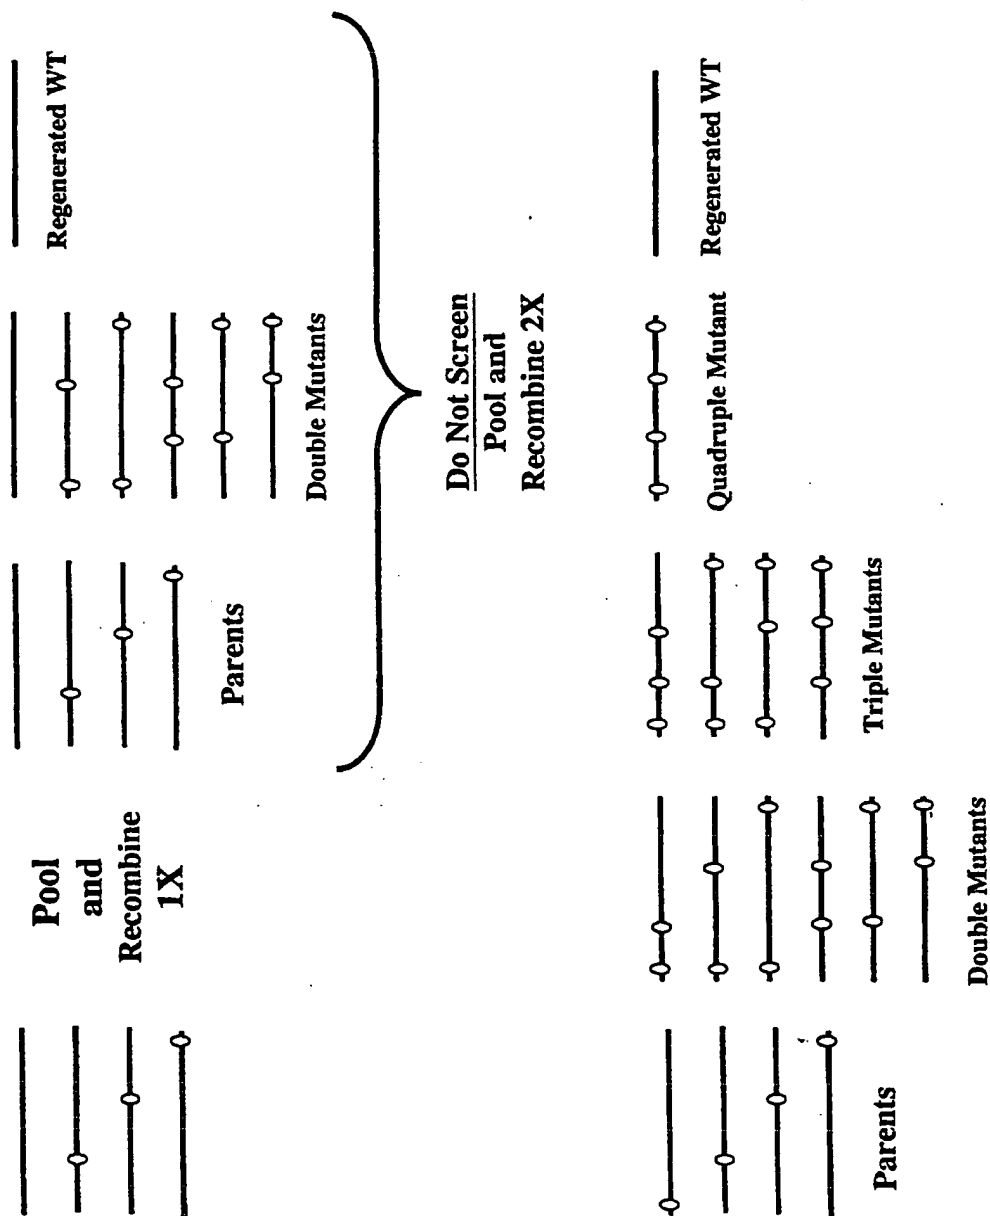 Pool
and
Recombine
1X
Parents
Double Mutants
Regenerated WT
Do Not Screen
Pool and
Recombine 2X
Parents
Double Mutants
Triple Mutants
Quadruple Mutant
Regenerated WT